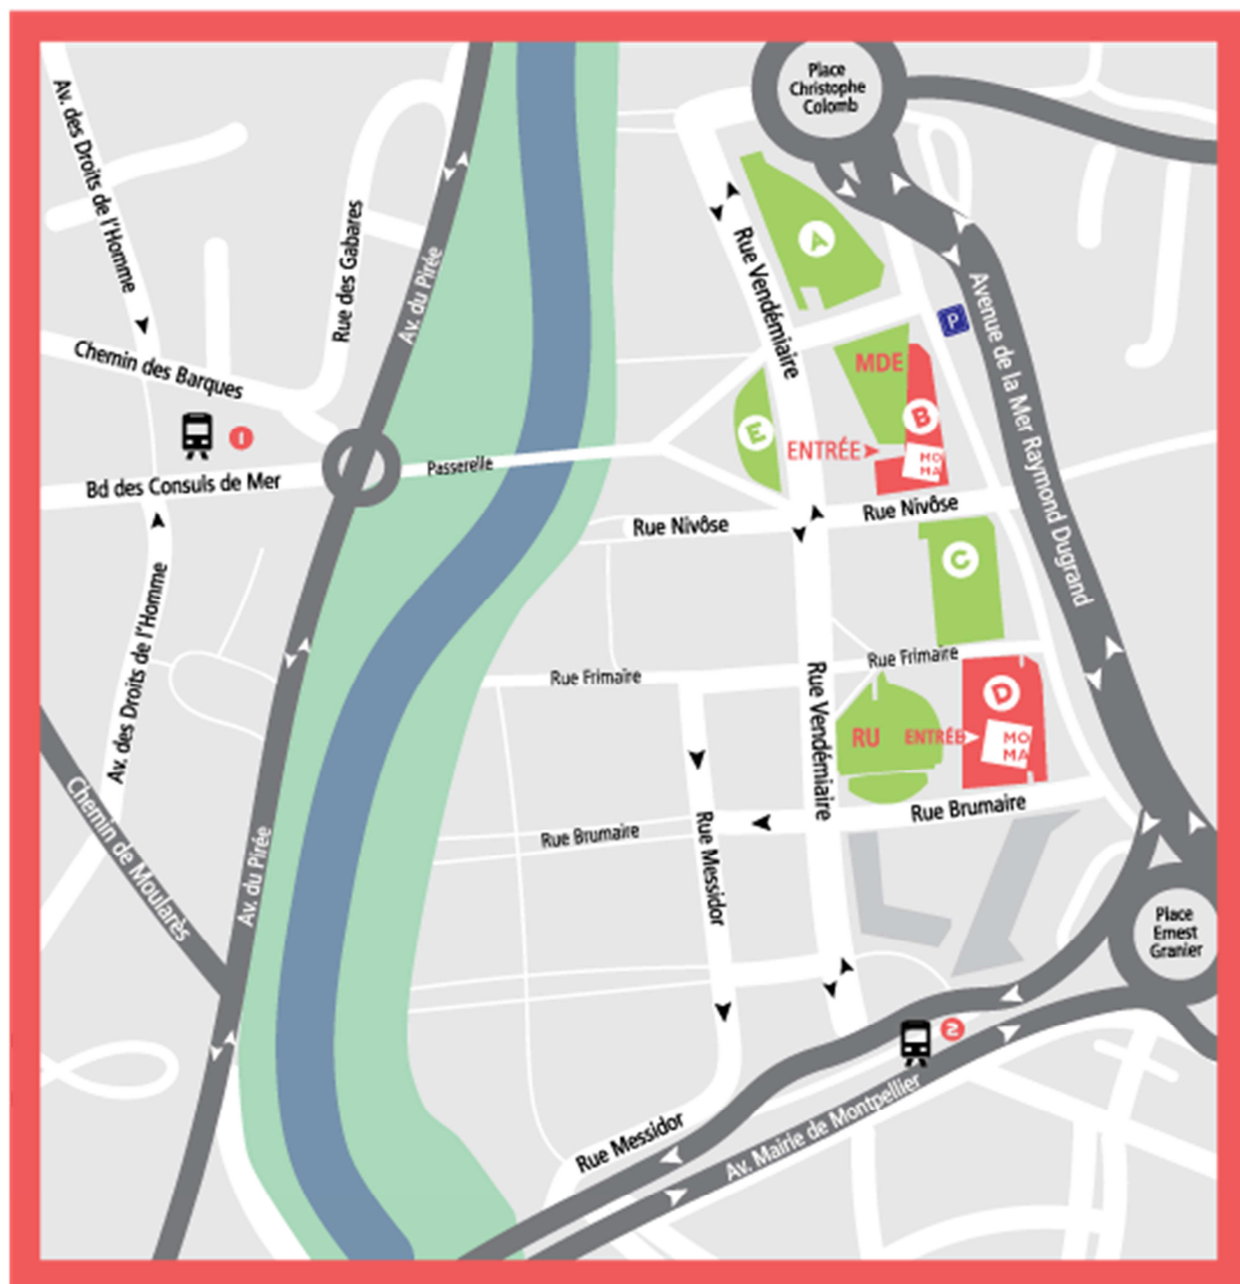 Place
Christophe
Colomb
Av. des Droits de l'Homme
Rue des Gabares
Av. du Pirée
Rue Vendémiaire
A
P
Avenue de la Mer Raymond Dugrand
Chemin des Barques
MDE
B
E
ENTRÉE
MO
MA
1
Passerelle
Bd des Consuls de Mer
Rue Nivôse
Rue Nivôse
C
Av. des Droits de l'Homme
Rue Frimaire
Rue Frimaire
Rue Vendémiaire
D
RU
ENTRÉE
MO
MA
Chemin de Moularès
Rue Brumaire
Rue Brumaire
Av. du Pirée
Rue Messidor
Place
Ernest
Granier
2
Av. Mairie de Montpellier
Rue Messidor